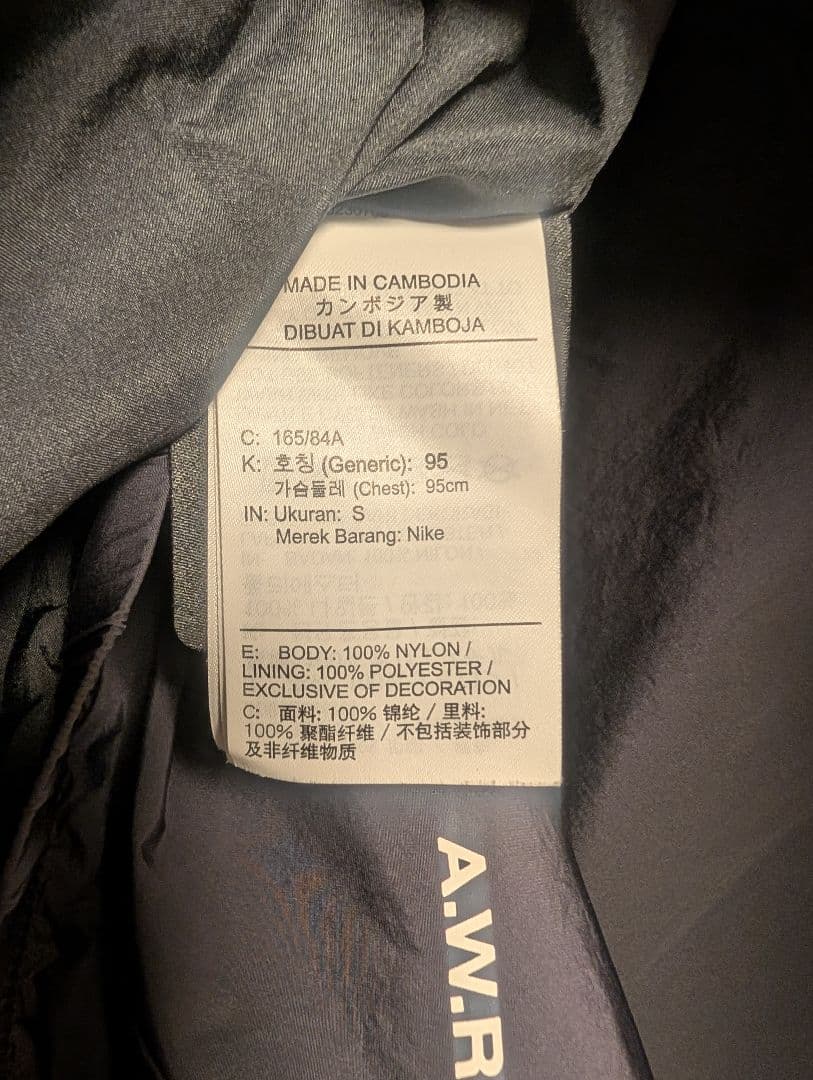 MADE IN CAMBODIA
カンボジア製
DIBUAT DI KAMBOJA
C: 165/84A
K: 호칭 (Generic): 95
가슴둘레 (Chest): 95cm
IN: Ukuran: S
Merek Barang: Nike
E: BODY: 100% NYLON /
LINING: 100% POLYESTER /
EXCLUSIVE OF DECORATION
C: 面料: 100% 锦纶 / 里料:
100% 聚酯纤维 / 不包括装饰部分
及非纤维物质
A.W.R